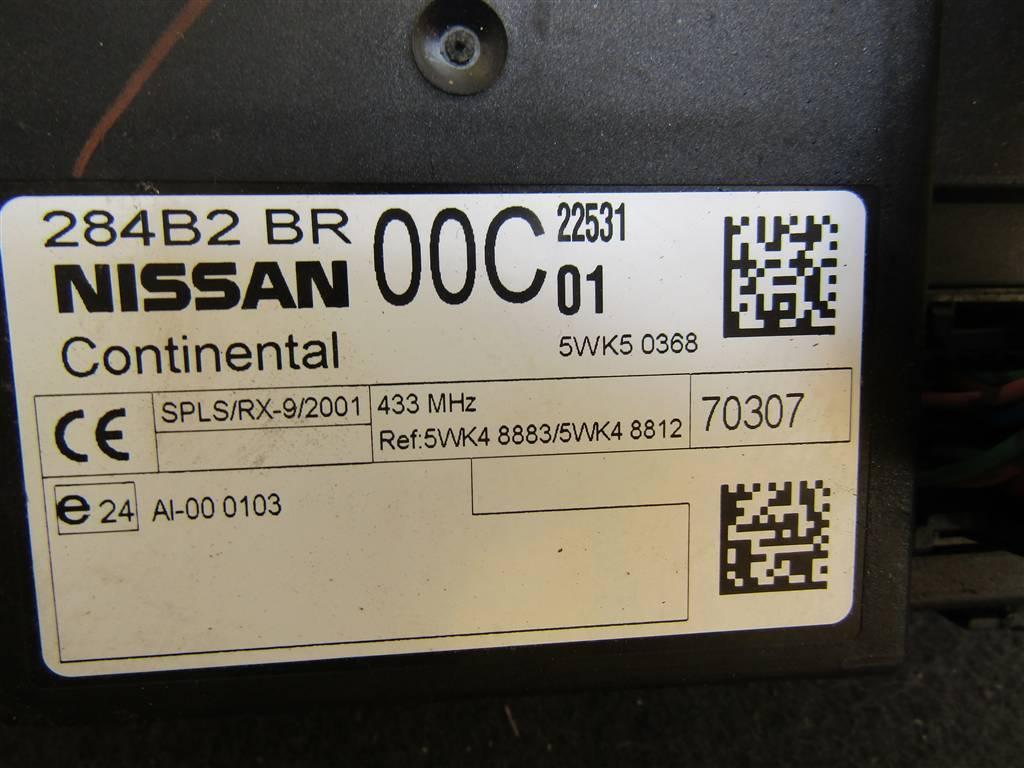 284B2 BR 00C 22531
NISSAN 01
Continental 5WK5 0368
CE SPLS/RX-9/2001 433 MHz 70307
Ref:5WK4 8883/5WK4 8812
e 24 AI-00 0103